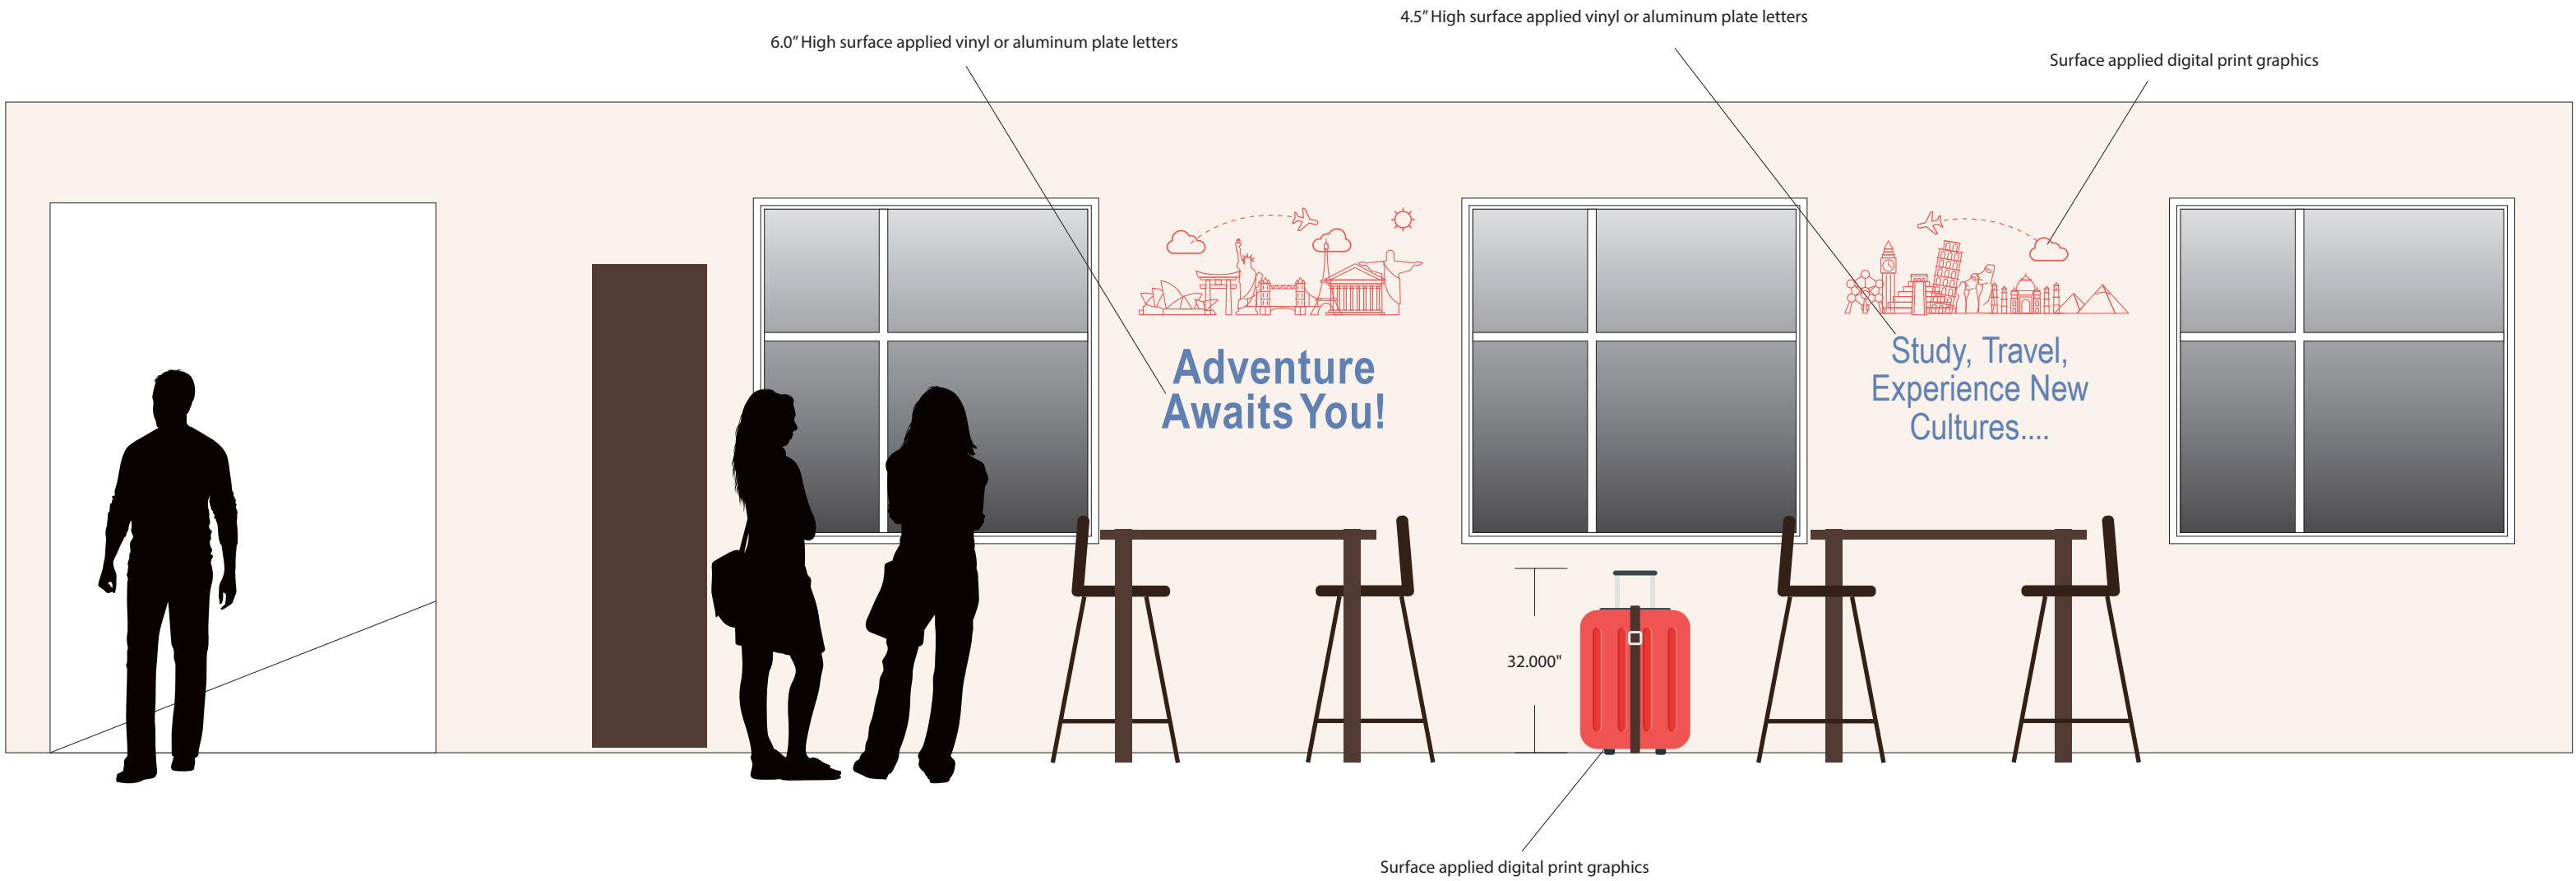 4.5” High surface applied vinyl or aluminum plate letters
6.0” High surface applied vinyl or aluminum plate letters
Surface applied digital print graphics
Adventure
Awaits You!
Study, Travel,
Experience New
Cultures....
32.000"
Surface applied digital print graphics